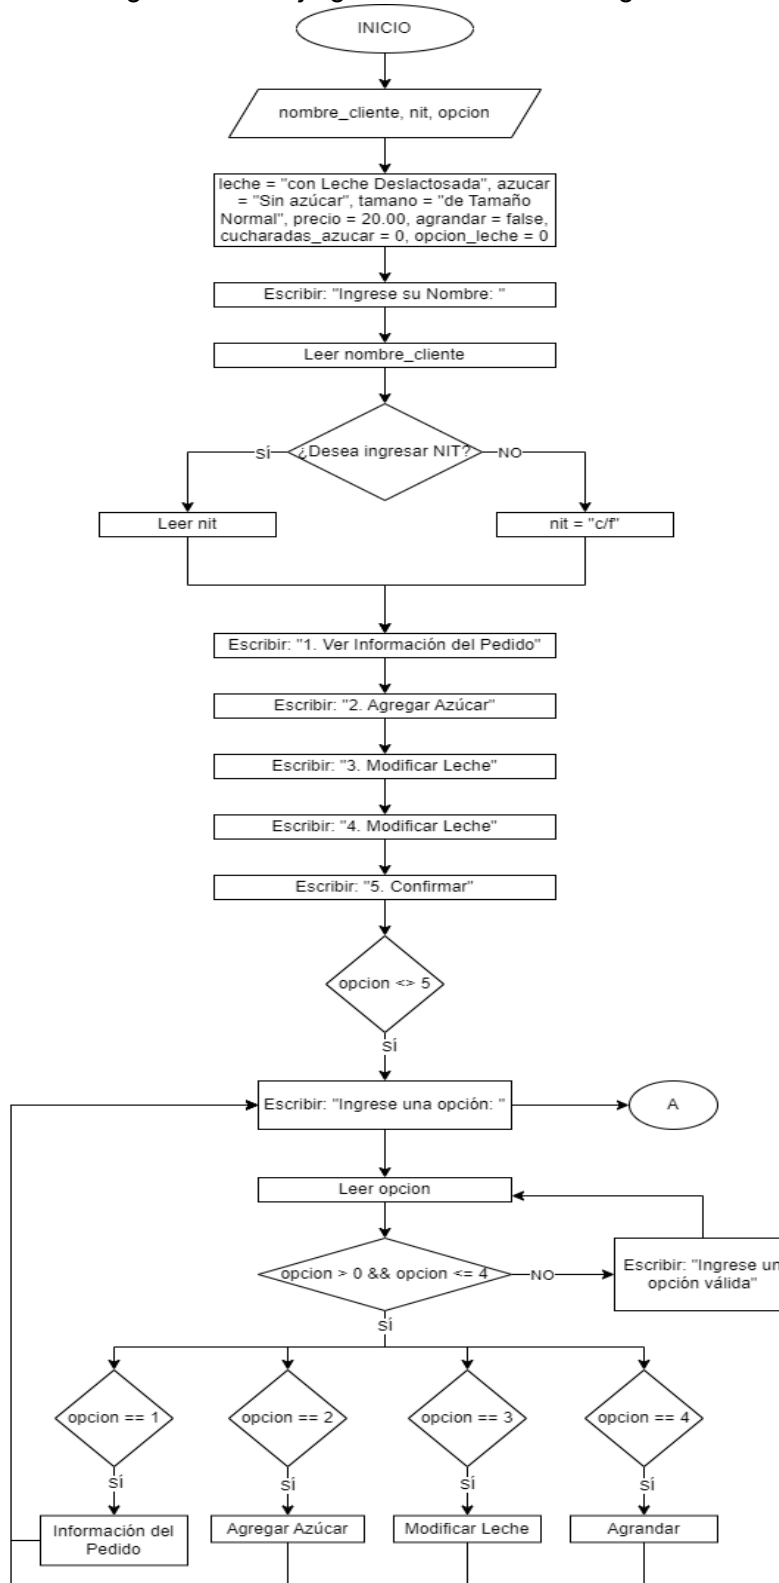 INICIO
nombre_cliente, nit, opcion
leche = "con Leche Deslactosada", azucar
= "Sin azúcar", tamano = "de Tamaño
Normal", precio = 20.00, agrandar = false,
cucharadas_azucar = 0, opcion_leche = 0
Escribir: "Ingrese su Nombre: "
Leer nombre_cliente
¿Desea ingresar NIT?
SÍ
NO
Leer nit
nit = "c/f"
Escribir: "1. Ver Información del Pedido"
Escribir: "2. Agregar Azúcar"
Escribir: "3. Modificar Leche"
Escribir: "4. Modificar Leche"
Escribir: "5. Confirmar"
opcion <> 5
SÍ
Escribir: "Ingrese una opción: "
A
Leer opcion
opcion > 0 && opcion <= 4
NO
Escribir: "Ingrese un
opción válida"
SÍ
opcion == 1
opcion == 2
opcion == 3
opcion == 4
SÍ
SÍ
SÍ
SÍ
Información del
Pedido
Agregar Azúcar
Modificar Leche
Agrandar